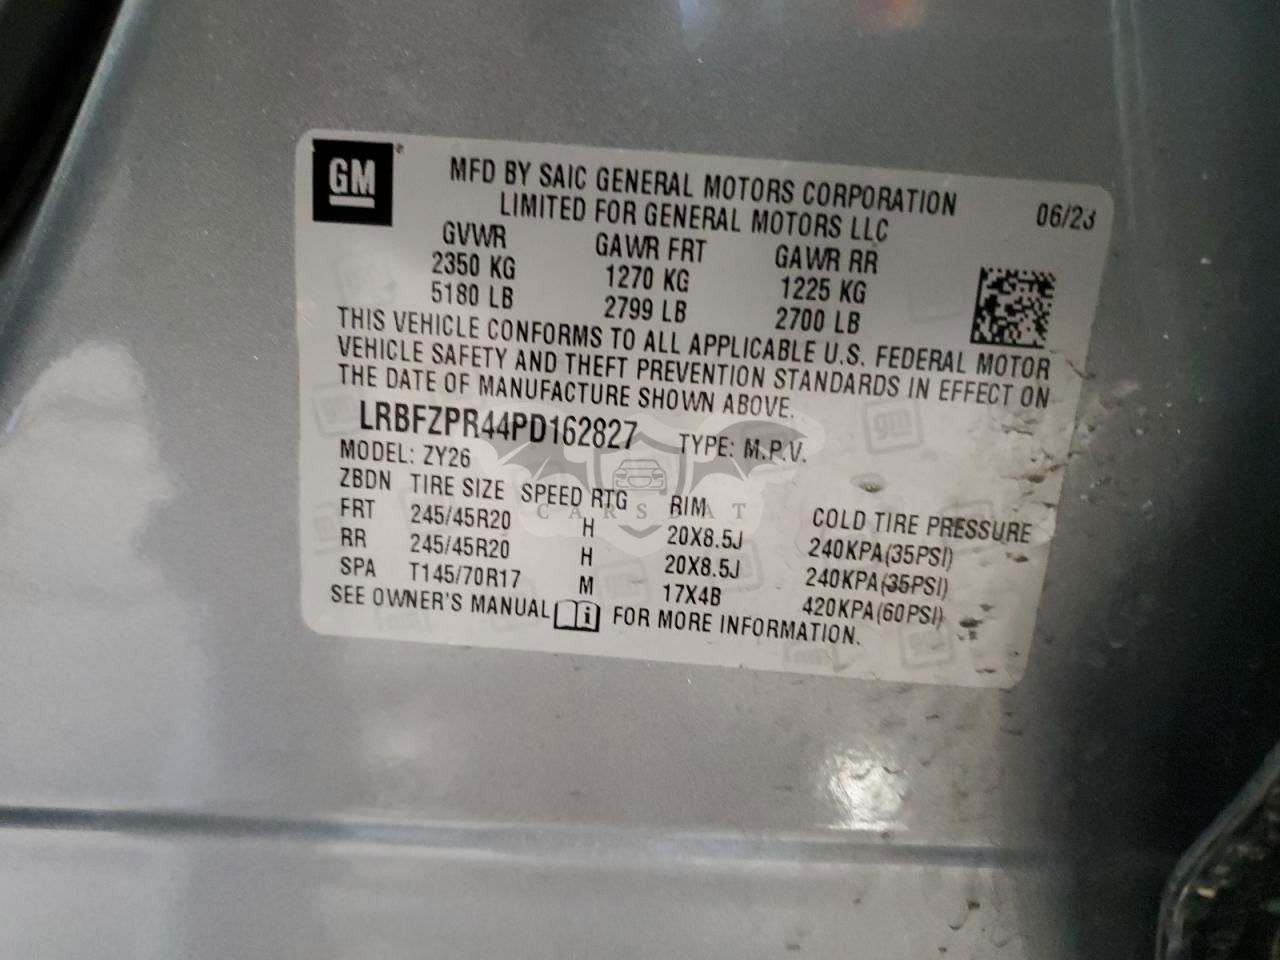 GM
MFD BY SAIC GENERAL MOTORS CORPORATION
LIMITED FOR GENERAL MOTORS LLC
06/23
GVWR GAWR FRT GAWR RR
2350 KG 1270 KG 1225 KG
5180 LB 2799 LB 2700 LB
THIS VEHICLE CONFORMS TO ALL APPLICABLE U.S. FEDERAL MOTOR
VEHICLE SAFETY AND THEFT PREVENTION STANDARDS IN EFFECT ON
THE DATE OF MANUFACTURE SHOWN ABOVE.
LRBFZPR44PD162827 TYPE: M.P.V.
MODEL: ZY26
ZBDN TIRE SIZE SPEED RTG RIM COLD TIRE PRESSURE
FRT 245/45R20 H 20X8.5J 240KPA(35PSI)
RR 245/45R20 H 20X8.5J 240KPA(35PSI)
SPA T145/70R17 M 17X4B 420KPA(60PSI)
SEE OWNER'S MANUAL i FOR MORE INFORMATION.
CARSBAT